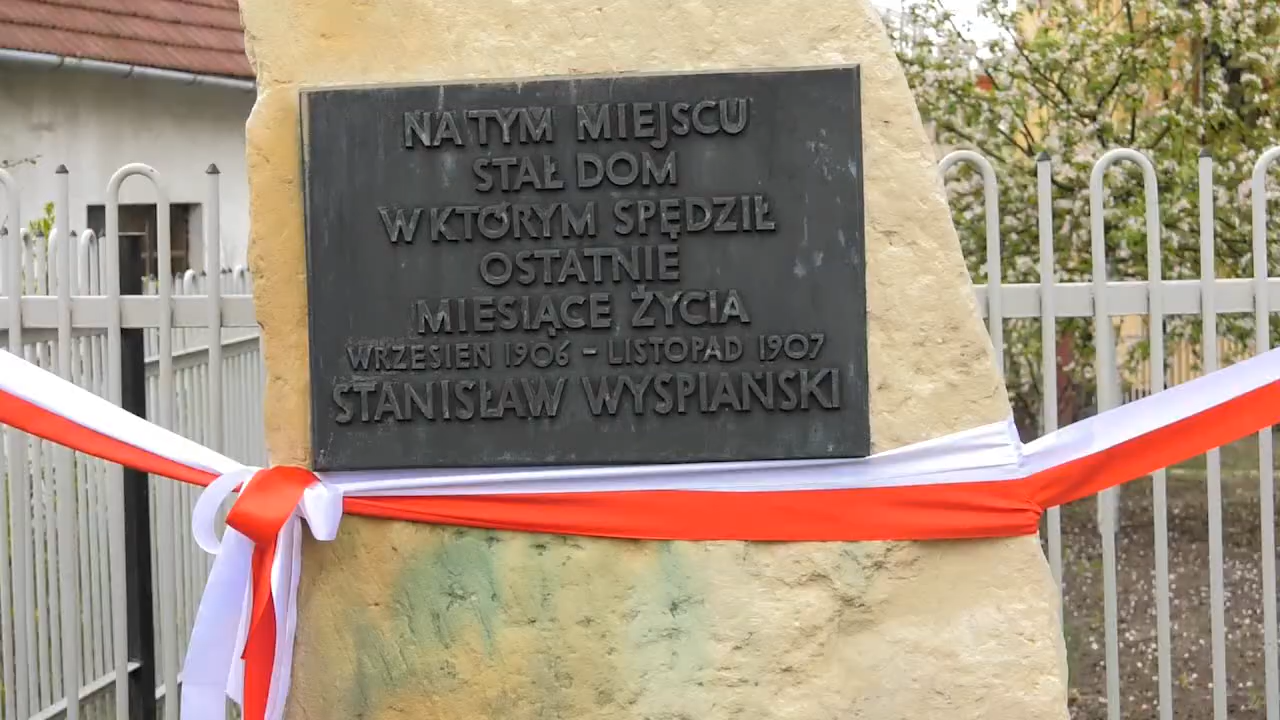 NA TYM MIEJSCU
STAŁ DOM
W KTÓRYM SPĘDZIŁ
OSTATNIE
MIESIĄCE ŻYCIA
WRZESIEŃ 1906 - LISTOPAD 1907
STANISŁAW WYSPIAŃSKI